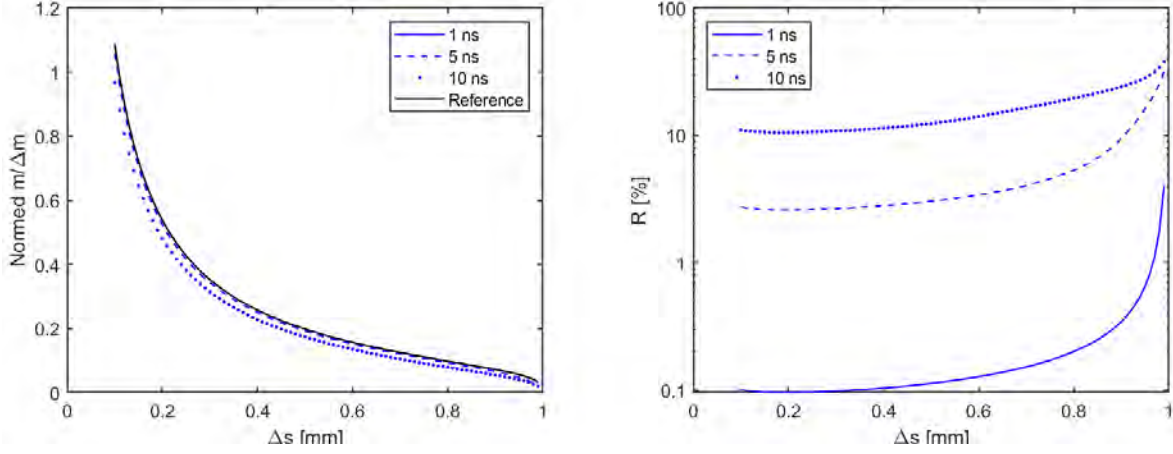 1.2
1
0.8
0.6
0.4
0.2
0
0 0.2 0.4 0.6 0.8 1
Normed m/Δm
Δs [mm]
1 ns
5 ns
10 ns
Reference
100
10
1
0.1
0 0.2 0.4 0.6 0.8 1
R [%]
Δs [mm]
1 ns
5 ns
10 ns